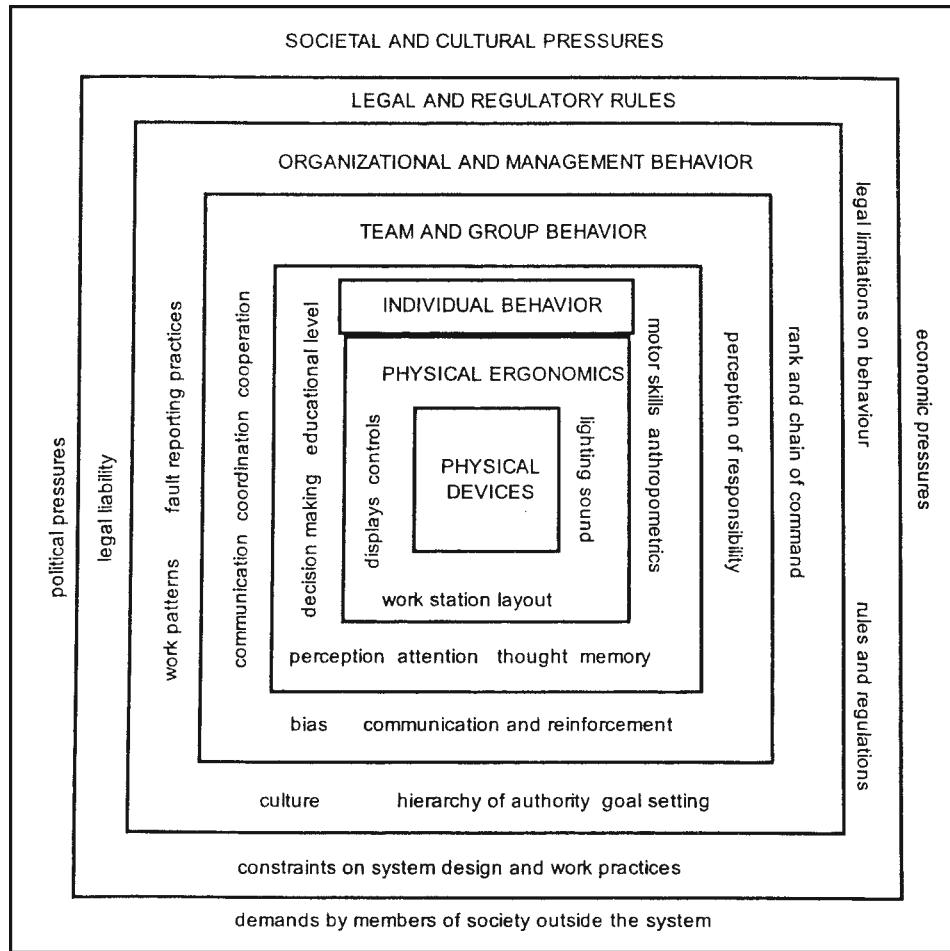 SOCIETAL AND CULTURAL PRESSURES
LEGAL AND REGULATORY RULES
ORGANIZATIONAL AND MANAGEMENT BEHAVIOR
TEAM AND GROUP BEHAVIOR
INDIVIDUAL BEHAVIOR
PHYSICAL ERGONOMICS
PHYSICAL
DEVICES
political pressures
legal liability
work patterns fault reporting practices
communication coordination cooperation
decision making educational level
displays controls
lighting sound
motor skills anthropometrics
perception of responsibility
rank and chain of command
legal limitations on behaviour
rules and regulations
economic pressures
work station layout
perception attention thought memory
bias communication and reinforcement
culture hierarchy of authority goal setting
constraints on system design and work practices
demands by members of society outside the system